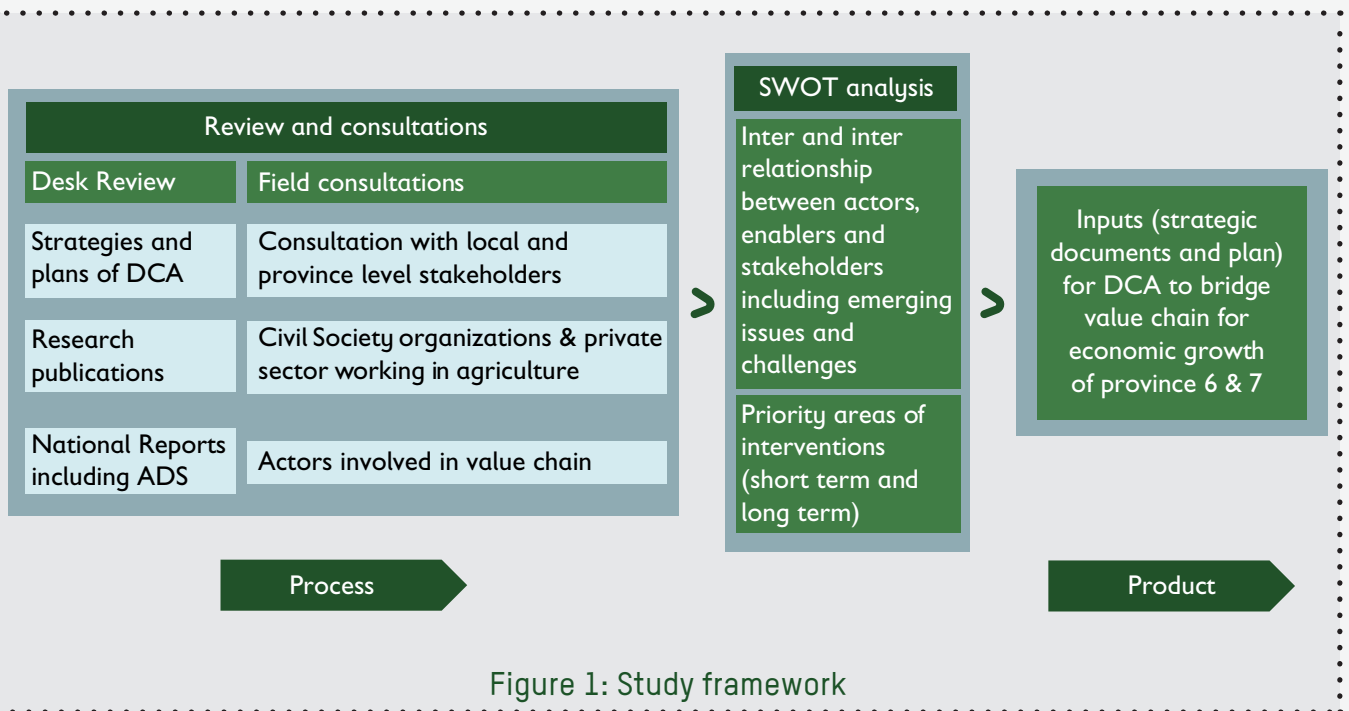 Review and consultations
Desk Review
Field consultations
Strategies and
plans of DCA
Consultation with local and
province level stakeholders
Research
publications
Civil Society organizations & private
sector working in agriculture
National Reports
including ADS
Actors involved in value chain
>
SWOT analysis
Inter and inter
relationship
between actors,
enablers and
stakeholders
including emerging
issues and
challenges
Priority areas of
interventions
(short term and
long term)
>
Inputs (strategic
documents and plan)
for DCA to bridge
value chain for
economic growth
of province 6 & 7
Process
Product
Figure 1: Study framework